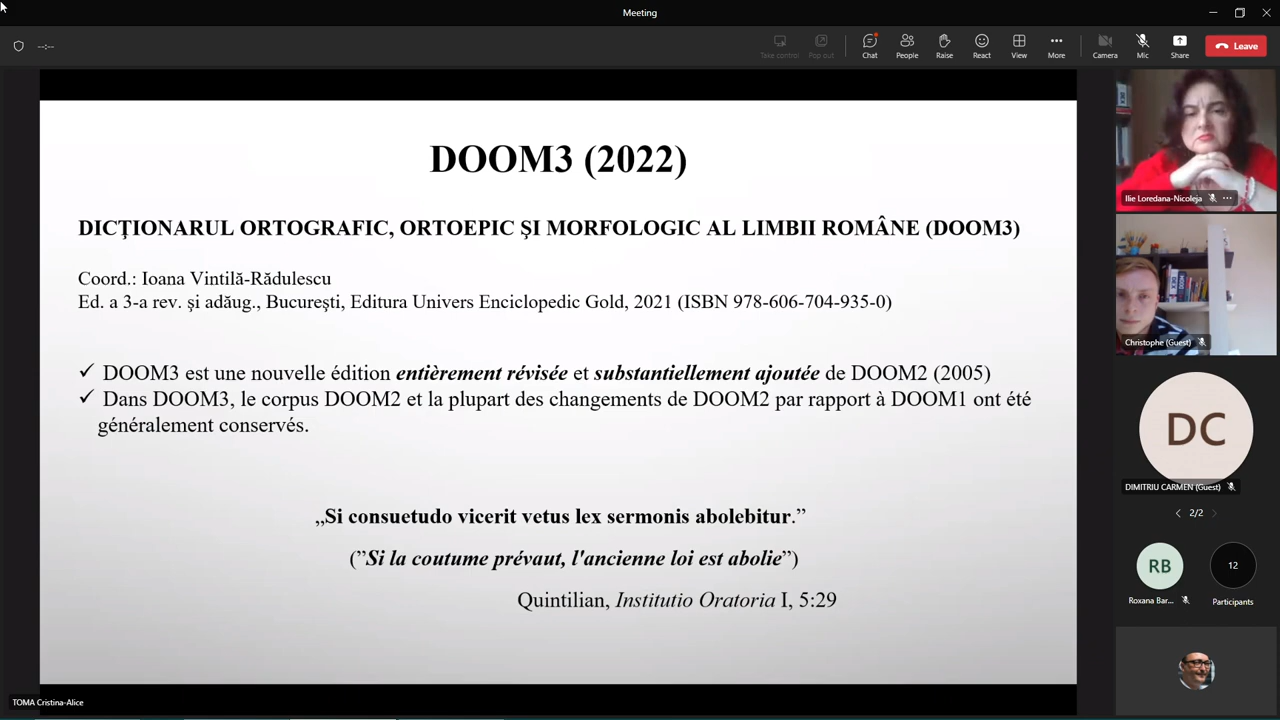 Meeting
--:--
Take control
Pop out
Chat
People
Raise
React
View
More
Camera
Mic
Share
Leave
DOOM3 (2022)
DICŢIONARUL ORTOGRAFIC, ORTOEPIC ŞI MORFOLOGIC AL LIMBII ROMÂNE (DOOM3)
Coord.: Ioana Vintilă-Rădulescu
Ed. a 3-a rev. și adăug., Bucureşti, Editura Univers Enciclopedic Gold, 2021 (ISBN 978-606-704-935-0)
✓ DOOM3 est une nouvelle édition entièrement révisée et substantiellement ajoutée de DOOM2 (2005)
✓ Dans DOOM3, le corpus DOOM2 et la plupart des changements de DOOM2 par rapport à DOOM1 ont été
généralement conservés.
„Si consuetudo vicerit vetus lex sermonis abolebitur.”
(”Si la coutume prévaut, l'ancienne loi est abolie”)
Quintilian, Institutio Oratoria I, 5:29
TOMA Cristina-Alice
Ilie Loredana-Nicoleja
Christophe (Guest)
DC
DIMITRIU CARMEN (Guest)
2/2
RB
12
Roxana Bar...
Participants